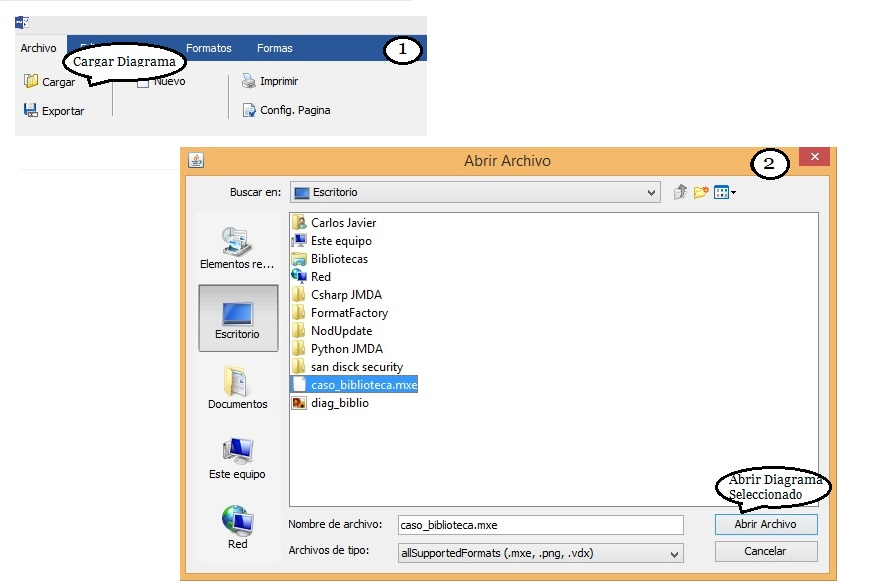 Archivo
Formatos
Formas
1
Cargar Diagrama
Cargar
Nuevo
Imprimir
Exportar
Config. Pagina
Abrir Archivo
2
Buscar en:
Escritorio
Elementos re...
Escritorio
Documentos
Este equipo
Red
Carlos Javier
Este equipo
Bibliotecas
Red
Csharp JMDA
FormatFactory
NodUpdate
Python JMDA
san disck security
caso_biblioteca.mxe
diag_biblio
Abrir Diagrama
Seleccionado
Nombre de archivo:
caso_biblioteca.mxe
Abrir Archivo
Archivos de tipo:
allSupportedFormats (.mxe, .png, .vdx)
Cancelar